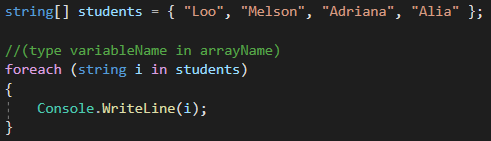 string[] students = { "Loo", "Melson", "Adriana", "Alia" };
//(type variableName in arrayName)
foreach (string i in students)
{
Console.WriteLine(i);
}